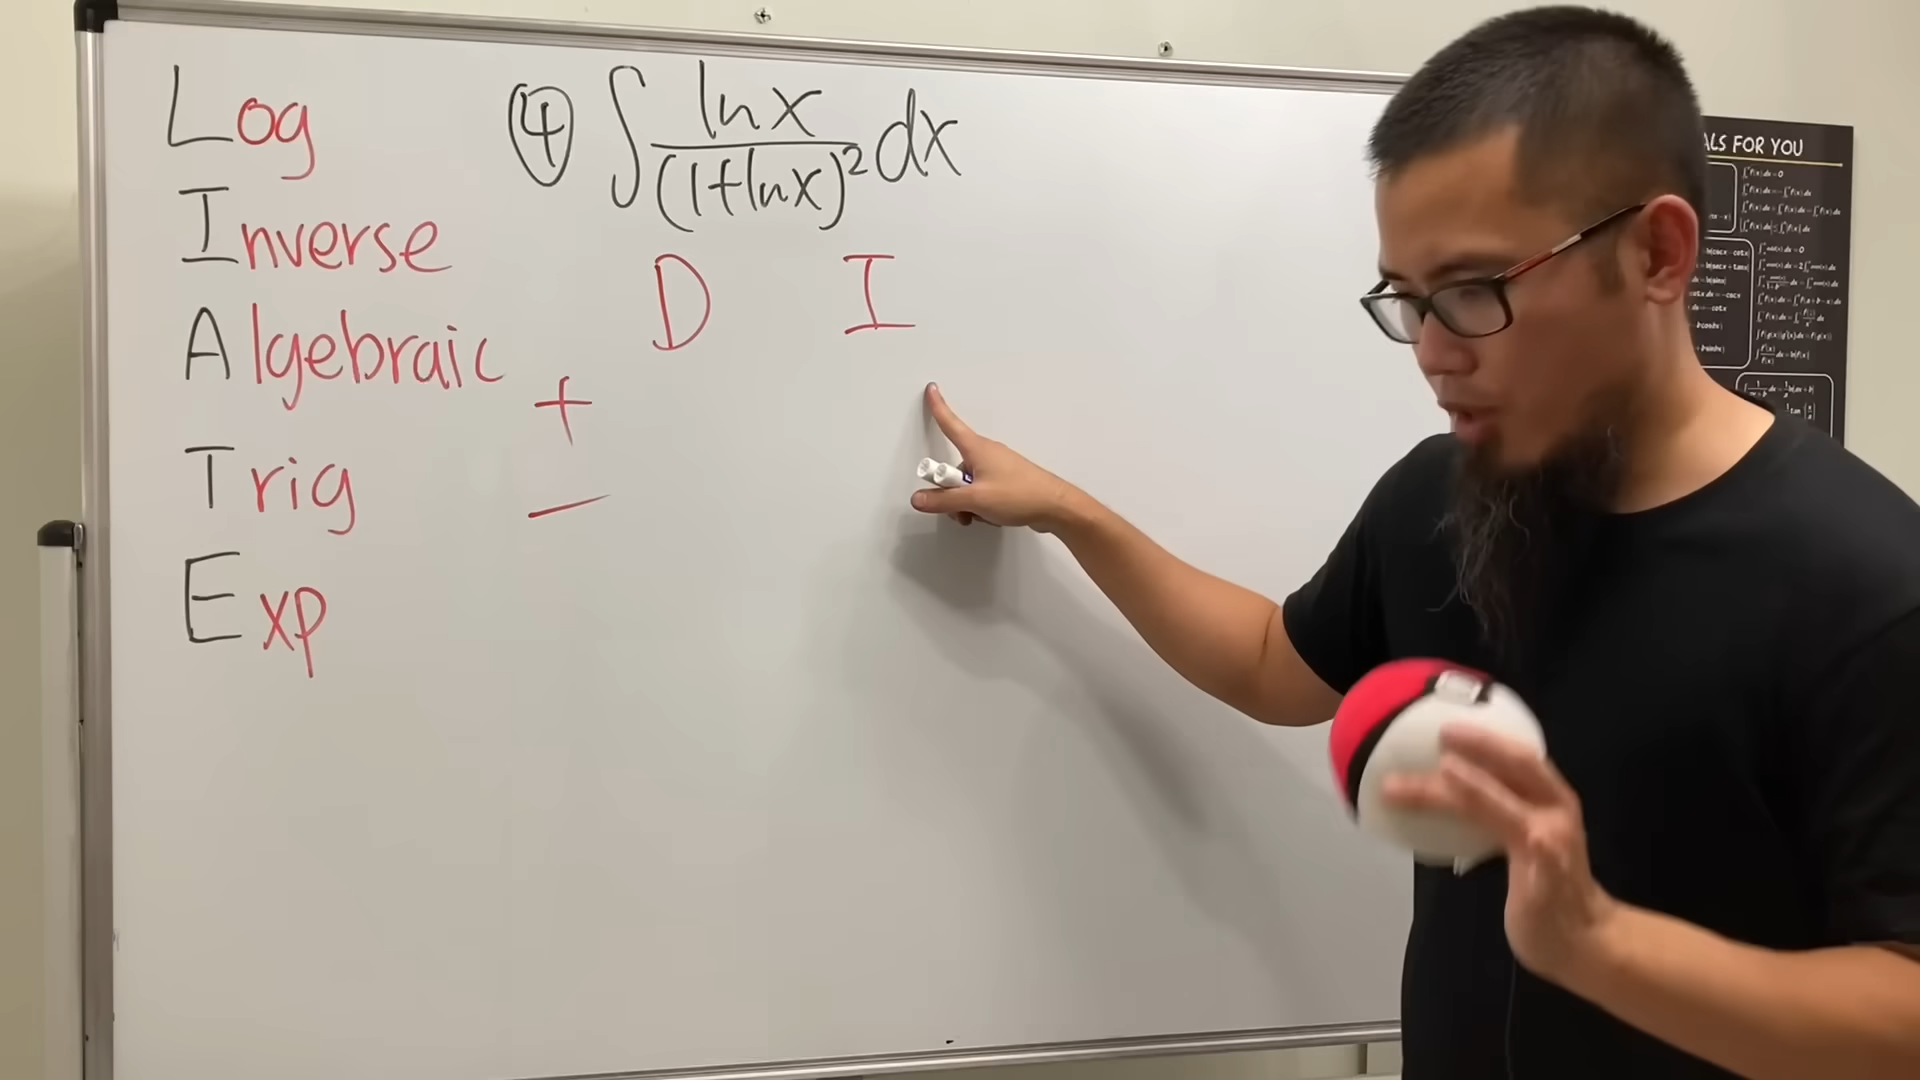 Log
Inverse
Algebraic
Trig
Exp
④ ∫ ln x / (1+ln x)² dx
D I
+
−
ALS FOR YOU